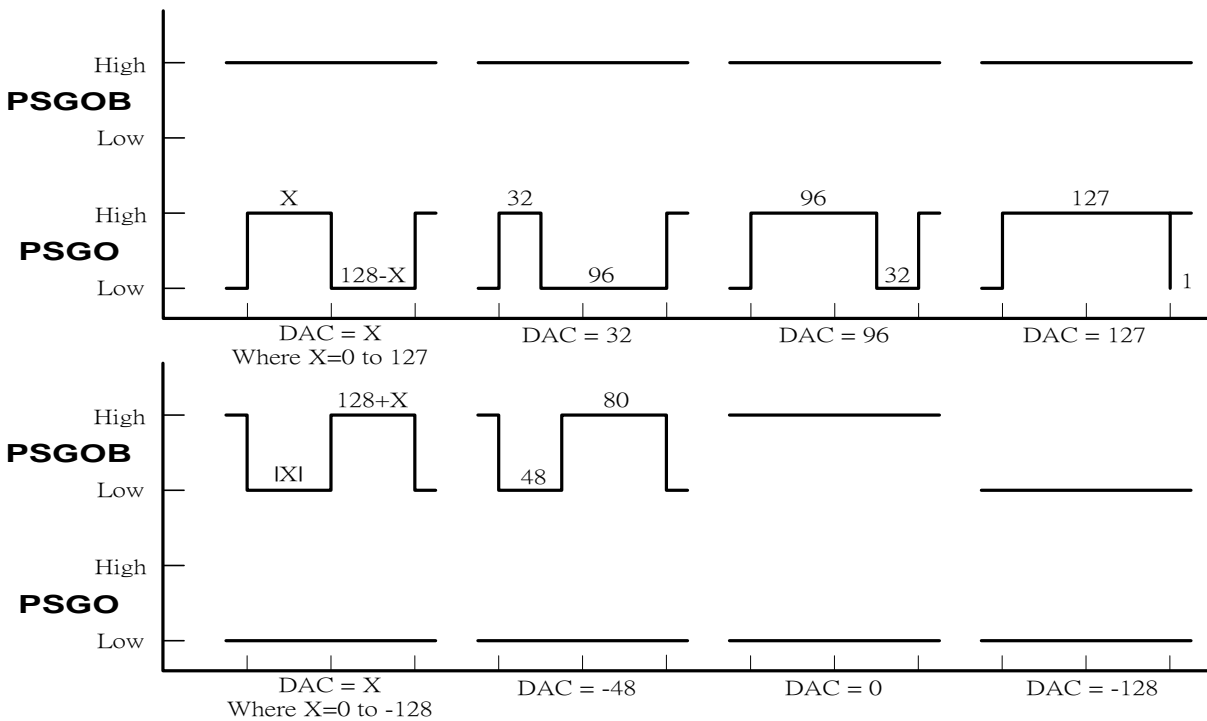 High
PSGOB
Low
X
32
96
127
High
PSGO
128-X
96
32
1
Low
DAC = X
Where X=0 to 127
DAC = 32
DAC = 96
DAC = 127
128+X
80
High
PSGOB
|X|
48
Low
High
PSGO
Low
DAC = X
Where X=0 to -128
DAC = -48
DAC = 0
DAC = -128